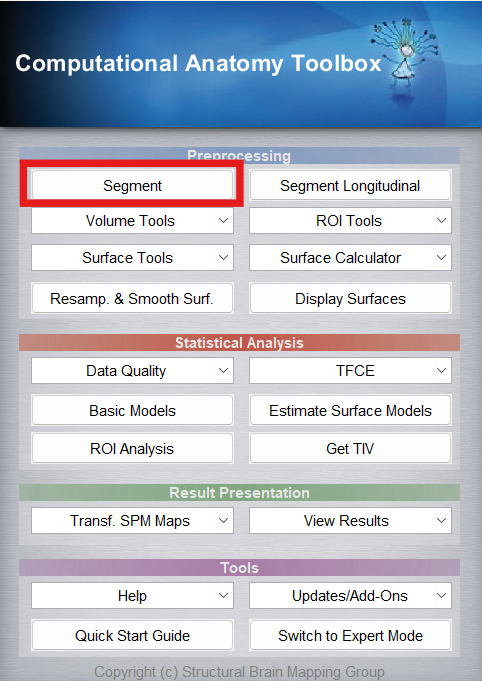 Computational Anatomy Toolbox
Preprocessing
Segment
Segment Longitudinal
Volume Tools
ROI Tools
Surface Tools
Surface Calculator
Resamp. & Smooth Surf.
Display Surfaces
Statistical Analysis
Data Quality
TFCE
Basic Models
Estimate Surface Models
ROI Analysis
Get TIV
Result Presentation
Transf. SPM Maps
View Results
Tools
Help
Updates/Add-Ons
Quick Start Guide
Switch to Expert Mode
Copyright (c) Structural Brain Mapping Group